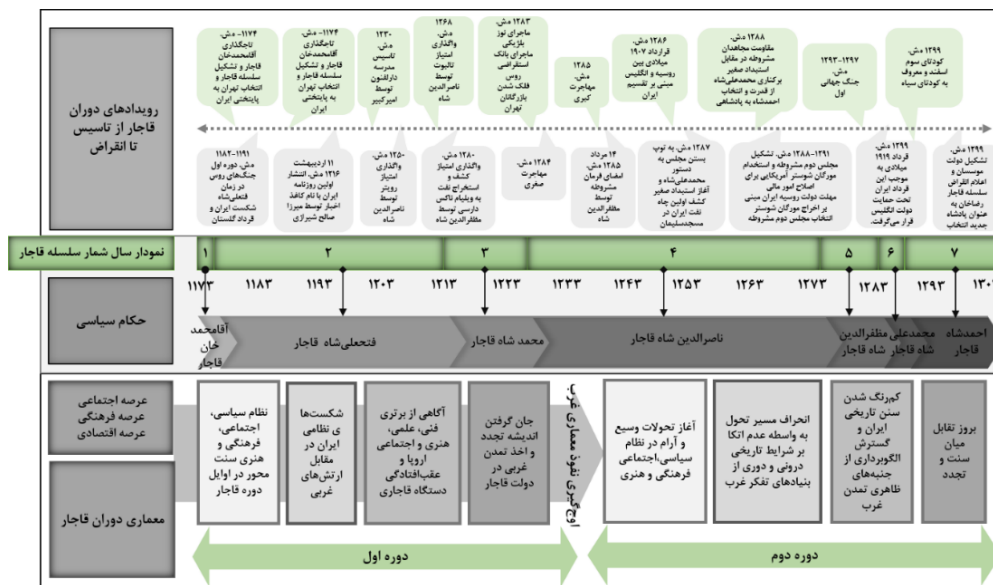 رویدادهای دوران
قاجار از تاسیس
تا انقراض
۱۱۷۴- ه‍.ش.
تاجگذاری
آقامحمدخان
قاجار و تشکیل
سلسله قاجار و
انتخاب تهران به
پایتختی ایران
۱۱۷۴- ه‍.ش.
تاجگذاری
آقامحمدخان
قاجار و تشکیل
انتخاب تهران
به پایتختی
ایران
۱۲۳۰ ه‍.ش.
تاسیس
مدرسه
دارلفنون
توسط
امیرکبیر
۱۲۶۸
ه‍.ش.
واگذاری
امتیاز
تالبوت
توسط
ناصرالدین
شاه
۱۲۸۳ ه‍.ش.
ماجرای نوز
بلژیکی
ماجرای بانک
استقراضی
روس
فلک شدن
بازرگانان
تهران
۱۲۸۵
ه‍.ش.
مهاجرت
کبری
۱۲۸۶ ه‍.ش.
قرارداد ۱۹۰۷
میلادی بین
روسیه و انگلیس
مبنی بر تقسیم
ایران
۱۲۸۸ ه‍.ش.
مقاومت مجاهدان
مشروطه در مقابل
استبداد صغیر
برکناری محمدعلی‌شاه
از قدرت و انتخاب
احمدشاه به پادشاهی
۱۲۹۳-۱۲۹۷
ه‍.ش.
جنگ جهانی
اول
۱۲۹۹ ه‍.ش.
کودتای سوم
اسفند و معروف
به کودتای سیاه
۱۱۸۲-۱۱۹۱
ه‍.ش. دوره اول
جنگ‌های روس
در زمان
فتعلی‌شاه
شکست ایران و
قرداد گلستان
۱۱ اردیبهشت
۱۲۱۶ ه‍.ش. انتشار
اولین روزنامه
ایران با نام کاغذ
اخبار توسط میرزا
صالح شیرازی
۱۲۵۰ ه‍.ش.
واگذاری
امتیاز
رویتر
توسط
ناصرالدین
شاه
۱۲۸۰ ه‍.ش.
واگذاری امتیاز
کشف و
استخراج نفت
به ویلیام ناکس
دارسی توسط
مظفرالدین شاه
۱۲۸۴ ه‍.ش.
مهاجرت
صغری
۱۴ مرداد
۱۲۸۵ ه‍.ش.
امضای فرمان
مشروطه
توسط
مظفرالدین
شاه
۱۲۸۷ ه‍.ش. به توپ
بستن مجلس به
دستور
محمدعلی‌شاه و
آغاز استبداد صغیر
کشف اولین چاه
نفت ایران در
مسجدسلیمان
۱۲۸۸-۱۲۹۱ ه‍.ش. تشکیل
مجلس دوم مشروطه و استخدام
مورگان شوستر آمریکایی برای
اصلاح امور مالی
مهلت دولت روسیه ایران مبنی
بر اخراج مورگان شوستر
انتخاب مجلس دوم مشروطه
۱۲۹۹ ه‍.ش.
قرداد ۱۹۱۹
میلادی به
موجب این
قرداد ایران
تحت حمایت
دولت انگلیس
قرار می‌گرفت.
۱۲۹۹ ه‍.ش.
تشکیل دولت
موسسان و
اعلام انقراض
سلسله قاجار
رضاخان به
عنوان پادشاه
جدید انتخاب
نمودار سال شمار سلسله قاجار
۱ ۲ ۳ ۴ ۵ ۶ ۷
۱۱۷۳ ۱۱۸۳ ۱۱۹۳ ۱۲۰۳ ۱۲۱۳ ۱۲۲۳ ۱۲۳۳ ۱۲۴۳ ۱۲۵۳ ۱۲۶۳ ۱۲۷۳ ۱۲۸۳ ۱۲۹۳
حکام سیاسی
آقامحمد
خان
قاجار
فتحعلی‌شاه قاجار
محمد شاه قاجار
ناصرالدین شاه قاجار
مظفرالدین
شاه قاجار
محمدعلی
شاه قاجار
احمدشاه
قاجار
عرصه اجتماعی
عرصه فرهنگی
عرصه اقتصادی
معماری دوران قاجار
نظام سیاسی،
اجتماعی،
فرهنگی و
هنری سنت
محور در اوایل
دوره قاجار
شکست‌ها
ی نظامی
ایران در
مقابل
ارتش‌های
غربی
آگاهی از برتری
فنی، علمی،
هنری و اجتماعی
اروپا و
عقب‌افتادگی
دستگاه قاجاری
جان گرفتن
اندیشه تجدد
و اخذ تمدن
غربی در
دولت قاجار
اوج‌گیری نفوذ معماری غرب
آغاز تحولات وسیع
و آرام در نظام
سیاسی،اجتماعی
فرهنگی و هنری
انحراف مسیر تحول
به واسطه عدم اتکا
بر شرایط تاریخی
درونی و دوری از
بنیادهای تفکر غرب
کم‌رنگ شدن
سنن تاریخی
ایران و
گسترش
الگوبرداری از
جنبه‌های
ظاهری تمدن
غرب
بروز تقابل
میان
سنت و
تجدد
دوره اول
دوره دوم